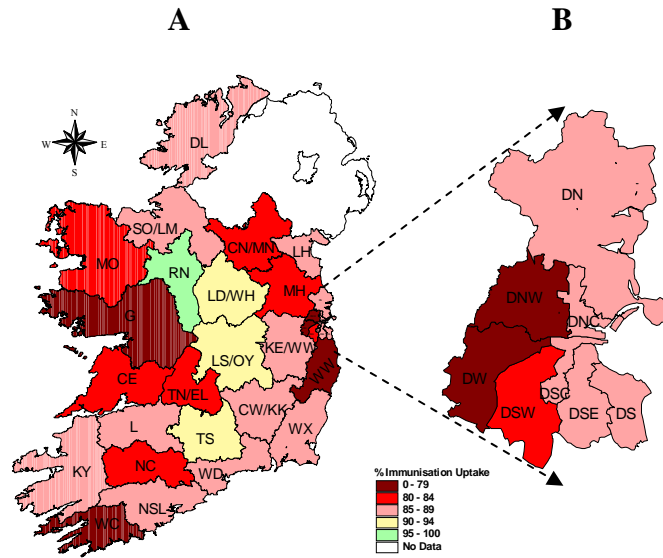 A
B
N
W E
S
DL
DN
SO/LM
CN/MN
LH
MO
RN
LD/WH
MH
G
DNW
DNC
LS/OY
KE/WW
WW
CE
TN/EL
DW
DSW
DSC
DSE
DS
L
TS
CW/KK
WX
KY
NC
WD
NSL
WC
% Immunisation Uptake
0 - 79
80 - 84
85 - 89
90 - 94
95 - 100
No Data